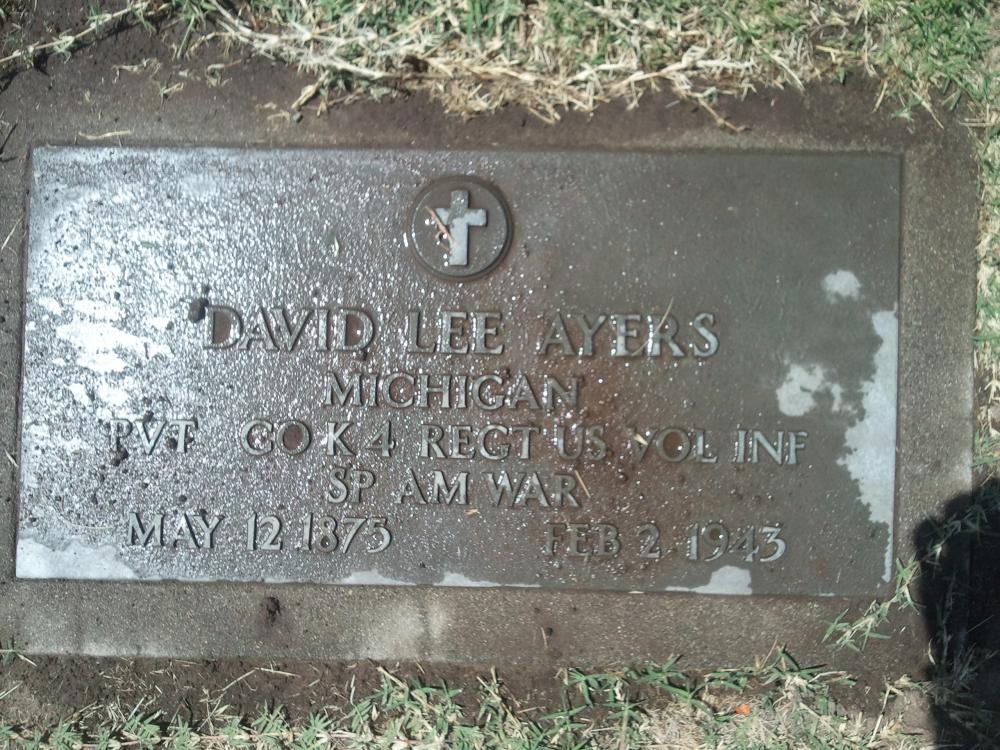 DAVID LEE AYERS
MICHIGAN
PVT CO K 4 REGT US VOL INF
SP AM WAR
MAY 12 1875 FEB 2 1943